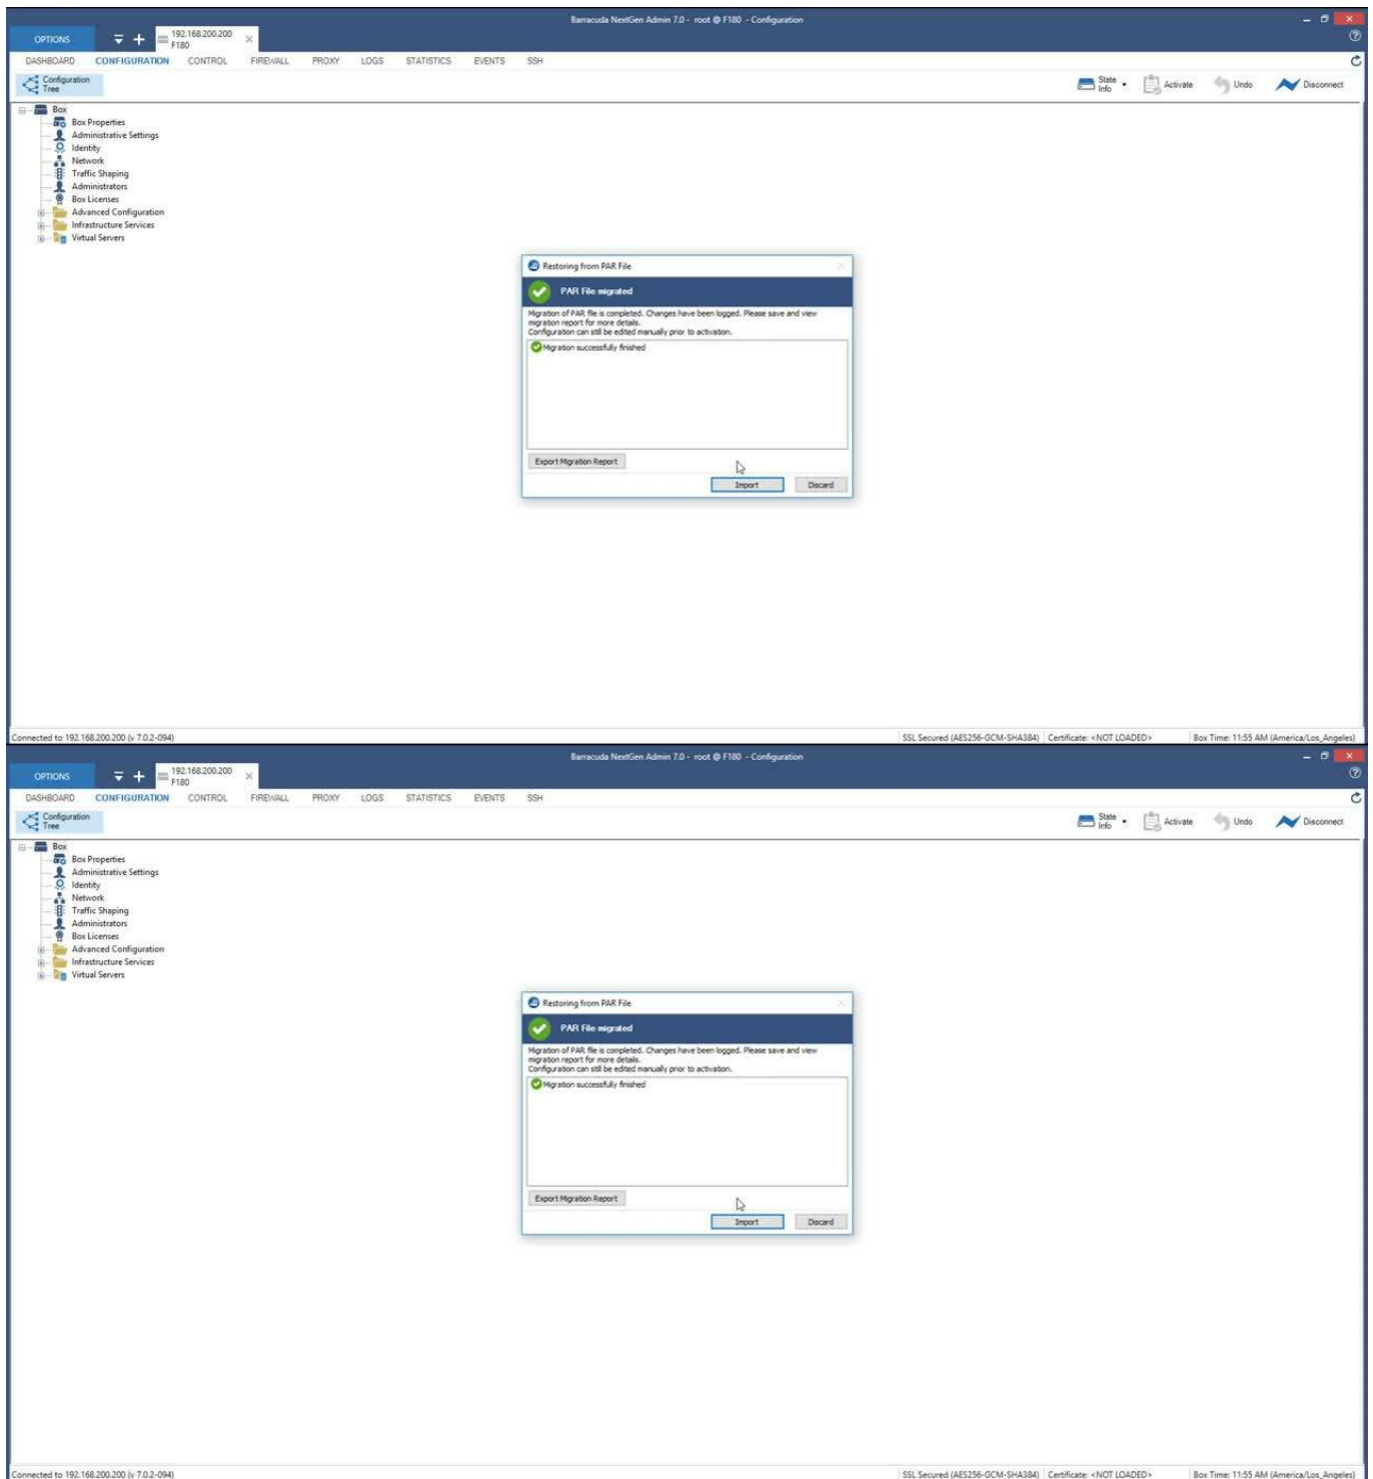 Barracuda NextGen Admin 7.0 - root @ F180 - Configuration
OPTIONS
192.168.200.200
F180
DASHBOARD CONFIGURATION CONTROL FIREWALL PROXY LOGS STATISTICS EVENTS SSH
Configuration
Tree
State
Info
Activate Undo Disconnect
Box
Box Properties
Administrative Settings
Identity
Network
Traffic Shaping
Administrators
Box Licenses
Advanced Configuration
Infrastructure Services
Virtual Servers
Restoring from PAR File
PAR File migrated
Migration of PAR file is completed. Changes have been logged. Please save and view
migration report for more details.
Configuration can still be edited manually prior to activation.
Migration successfully finished
Export Migration Report
Import Discard
Connected to 192.168.200.200 (v 7.0.2-094) SSL Secured (AES256-GCM-SHA384) Certificate: <NOT LOADED> Box Time: 11:55 AM (America/Los_Angeles)
Barracuda NextGen Admin 7.0 - root @ F180 - Configuration
OPTIONS
192.168.200.200
F180
DASHBOARD CONFIGURATION CONTROL FIREWALL PROXY LOGS STATISTICS EVENTS SSH
Configuration
Tree
State
Info
Activate Undo Disconnect
Box
Box Properties
Administrative Settings
Identity
Network
Traffic Shaping
Administrators
Box Licenses
Advanced Configuration
Infrastructure Services
Virtual Servers
Restoring from PAR File
PAR File migrated
Migration of PAR file is completed. Changes have been logged. Please save and view
migration report for more details.
Configuration can still be edited manually prior to activation.
Migration successfully finished
Export Migration Report
Import Discard
Connected to 192.168.200.200 (v 7.0.2-094) SSL Secured (AES256-GCM-SHA384) Certificate: <NOT LOADED> Box Time: 11:55 AM (America/Los_Angeles)